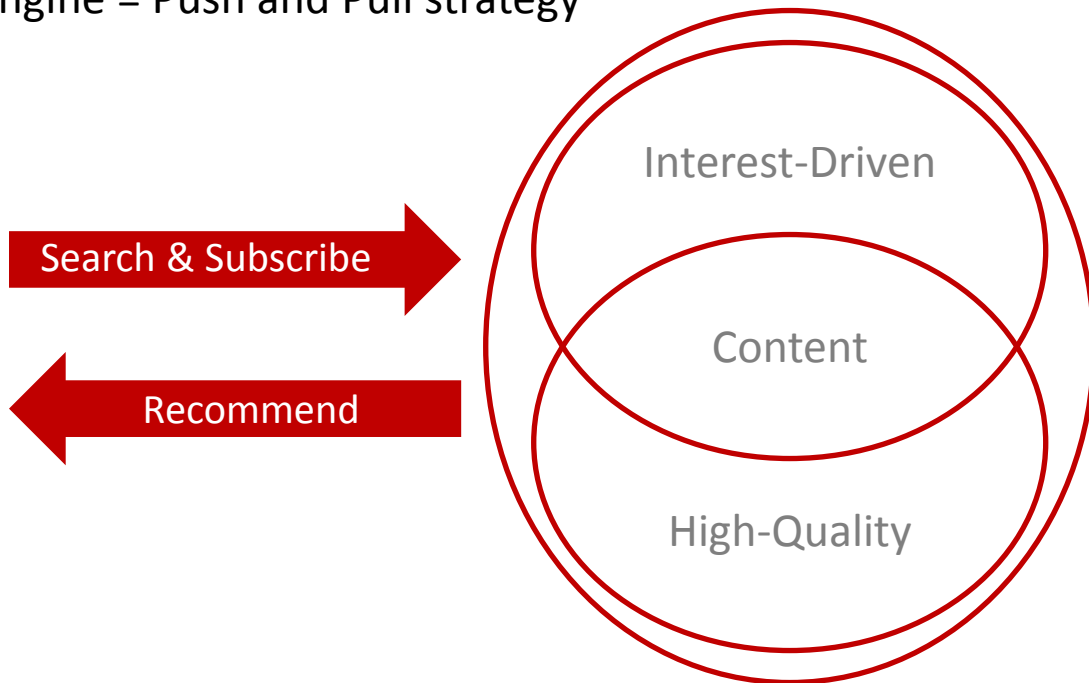 ngine = Push and Pull strategy
Interest-Driven
Search & Subscribe
Content
Recommend
High-Quality